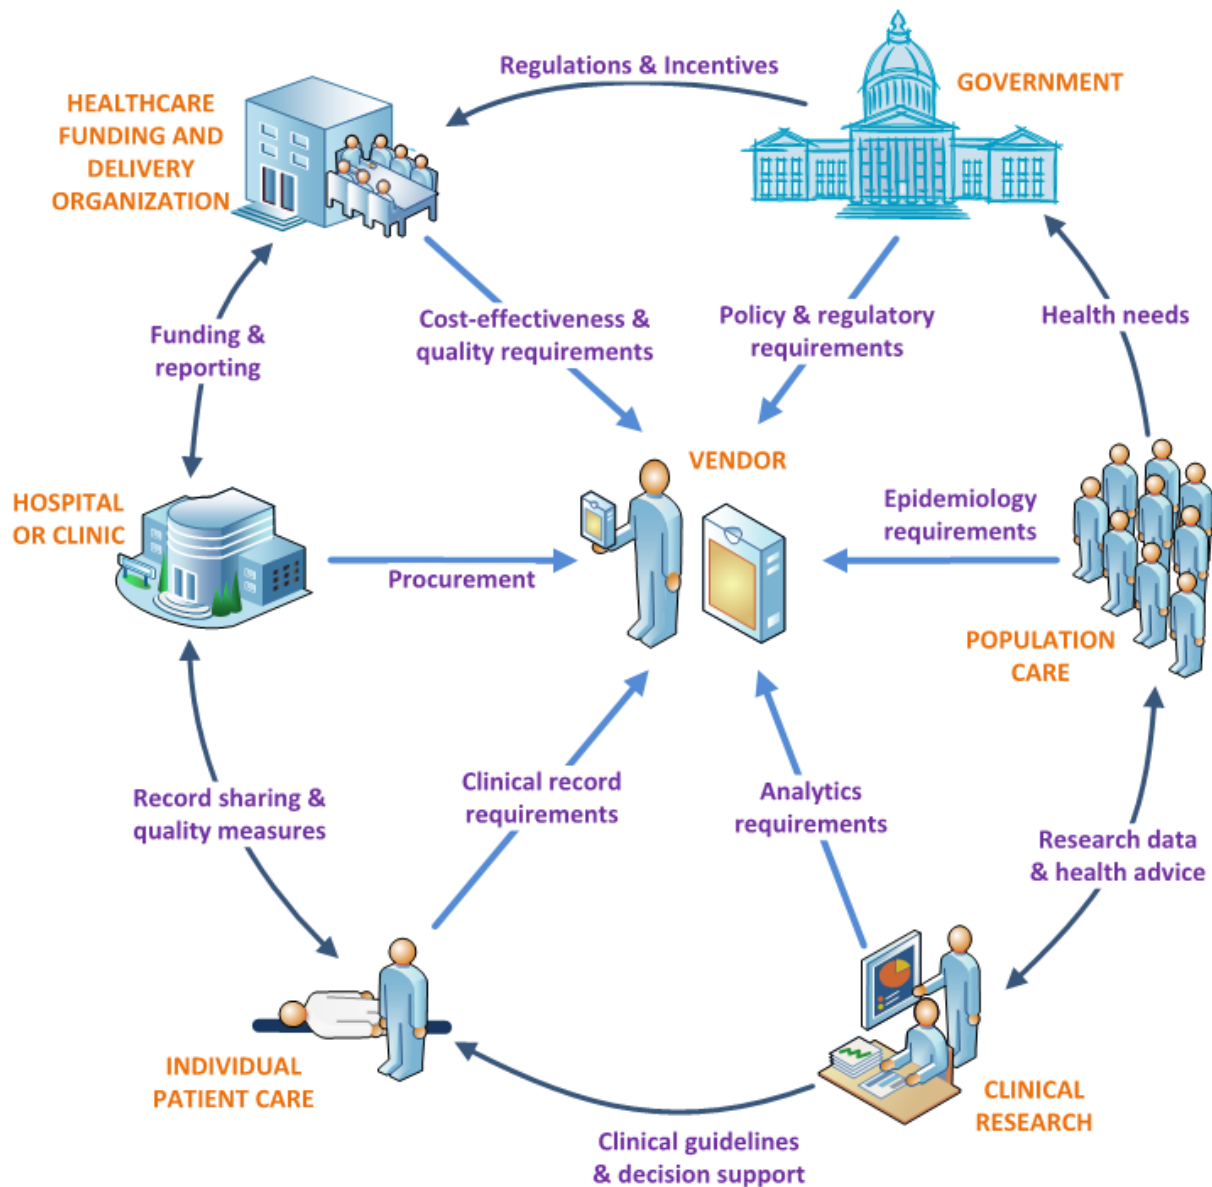 Regulations & Incentives
GOVERNMENT
HEALTHCARE
FUNDING AND
DELIVERY
ORGANIZATION
Funding &
reporting
Cost-effectiveness &
quality requirements
Policy & regulatory
requirements
Health needs
VENDOR
HOSPITAL
OR CLINIC
Procurement
Epidemiology
requirements
POPULATION
CARE
Record sharing &
quality measures
Clinical record
requirements
Analytics
requirements
Research data
& health advice
INDIVIDUAL
PATIENT CARE
CLINICAL
RESEARCH
Clinical guidelines
& decision support